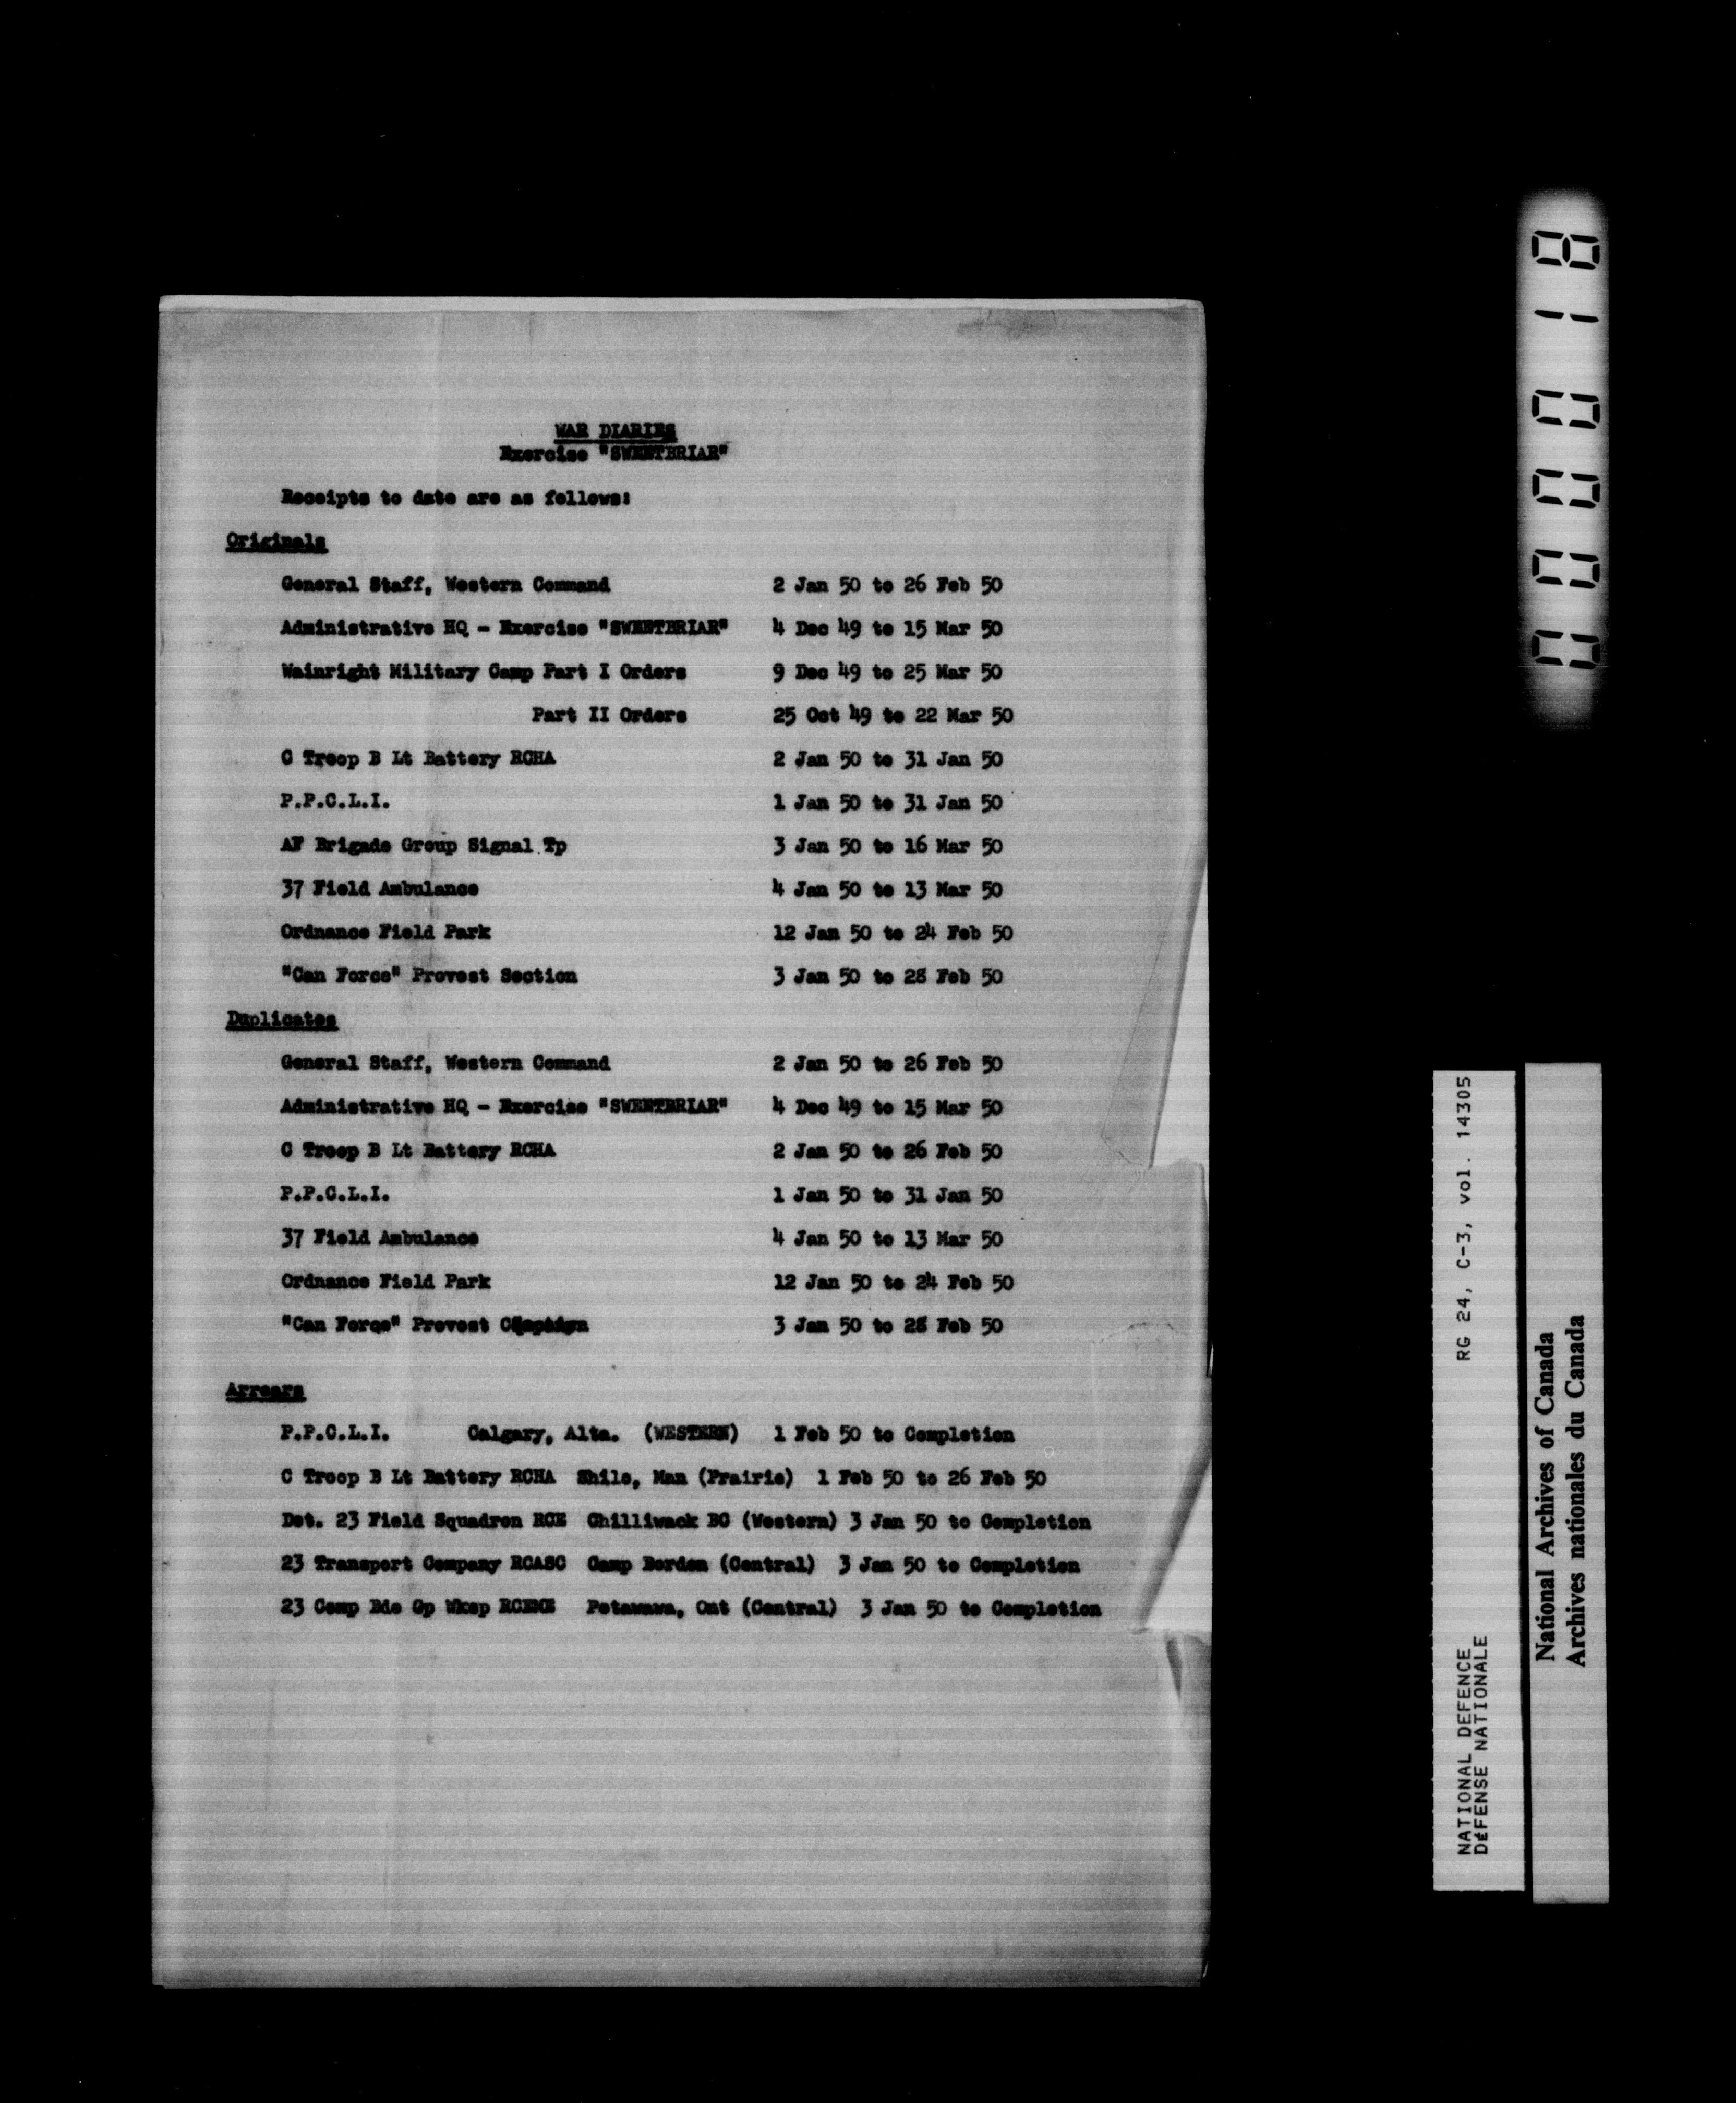 WAR DIARIES
Exercise "SWEETBRIAR"
Receipts to date are as follows:
Originals
General Staff, Western Command 2 Jan 50 to 26 Feb 50
Administrative HQ - Exercise "SWEETBRIAR" 4 Dec 49 to 15 Mar 50
Wainright Military Camp Part I Orders 9 Dec 49 to 25 Mar 50
Part II Orders 25 Oct 49 to 22 Mar 50
C Troop B Lt Battery RCHA 2 Jan 50 to 31 Jan 50
P.P.C.L.I. 1 Jan 50 to 31 Jan 50
AF Brigade Group Signal Tp 3 Jan 50 to 16 Mar 50
37 Field Ambulance 4 Jan 50 to 13 Mar 50
Ordnance Field Park 12 Jan 50 to 24 Feb 50
"Can Force" Provost Section 3 Jan 50 to 28 Feb 50
Duplicates
General Staff, Western Command 2 Jan 50 to 26 Feb 50
Administrative HQ - Exercise "SWEETBRIAR" 4 Dec 49 to 15 Mar 50
C Troop B Lt Battery RCHA 2 Jan 50 to 26 Feb 50
P.P.C.L.I. 1 Jan 50 to 31 Jan 50
37 Field Ambulance 4 Jan 50 to 13 Mar 50
Ordnance Field Park 12 Jan 50 to 24 Feb 50
"Can Force" Provost 3 Jan 50 to 28 Feb 50
Arrears
P.P.C.L.I. Calgary, Alta. (WESTERN) 1 Feb 50 to Completion
C Troop B Lt Battery RCHA Shilo, Man (Prairie) 1 Feb 50 to 26 Feb 50
Det. 23 Field Squadron RCE Chilliwack BC (Western) 3 Jan 50 to Completion
23 Transport Company RCASC Camp Borden (Central) 3 Jan 50 to Completion
23 Comp Bde Gp Wksp RCEME Petawawa, Ont (Central) 3 Jan 50 to Completion
000018
NATIONAL DEFENCE RG 24, C-3, vol. 14305
DÉFENSE NATIONALE
National Archives of Canada
Archives nationales du Canada